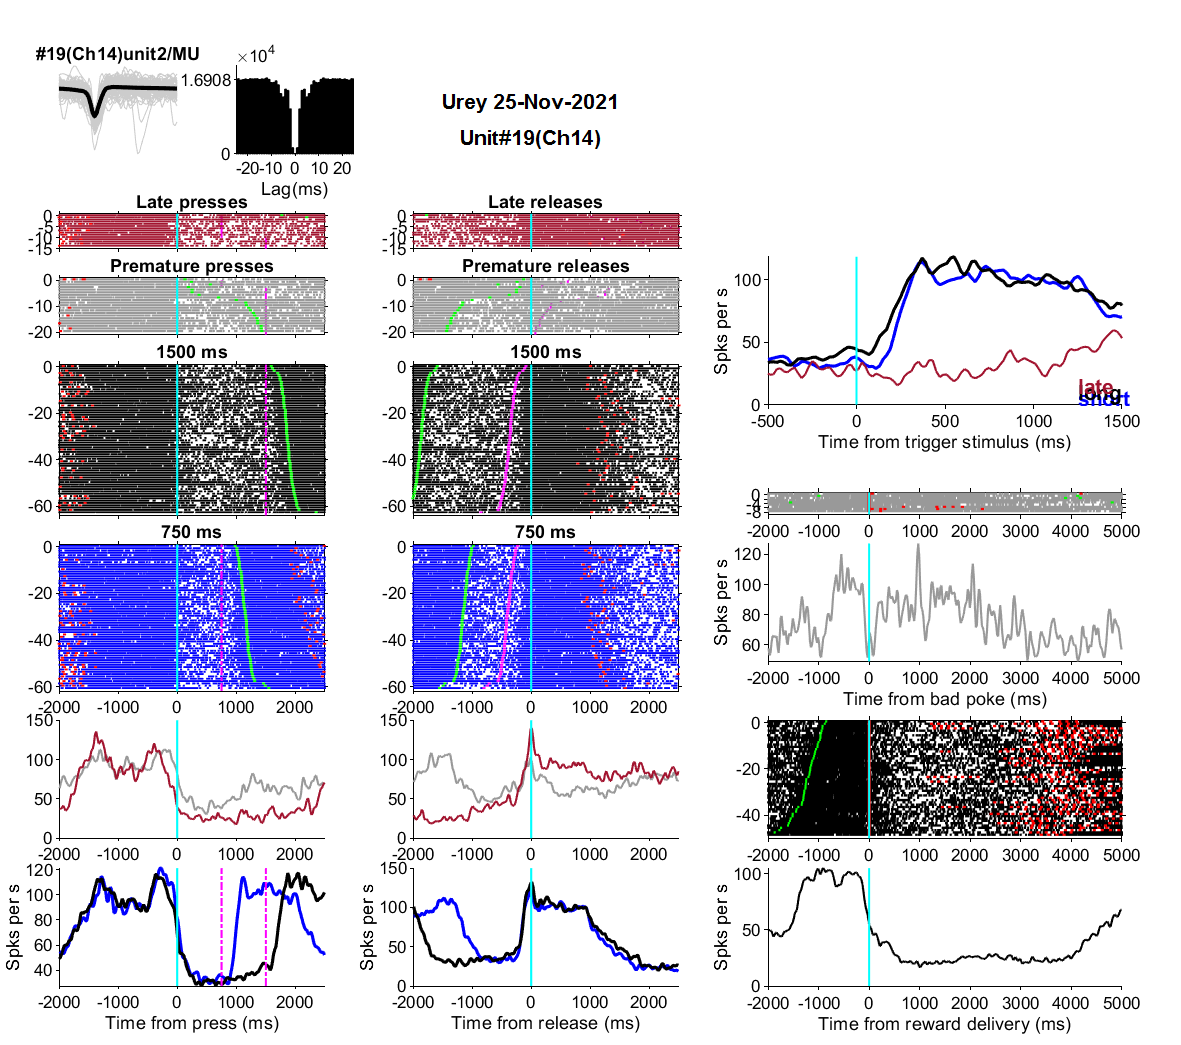 #19(Ch14)unit2/MU
×10^4
1.6908
0
-20 -10 0 10 20
Lag(ms)
Urey 25-Nov-2021
Unit#19(Ch14)
Late presses
0
-5
-10
-15
Late releases
0
-5
-10
-15
Premature presses
0
-10
-20
Premature releases
0
-10
-20
1500 ms
0
-20
-40
-60
1500 ms
0
-20
-40
-60
750 ms
0
-20
-40
-60
-2000 -1000 0 1000 2000
750 ms
0
-20
-40
-60
-2000 -1000 0 1000 2000
150
100
50
0
-2000 -1000 0 1000 2000
150
100
50
0
-2000 -1000 0 1000 2000
Spks per s
120
100
80
60
40
-2000 -1000 0 1000 2000
Time from press (ms)
Spks per s
150
100
50
0
-2000 -1000 0 1000 2000
Time from release (ms)
Spks per s
100
50
0
late
long
short
-500 0 500 1000 1500
Time from trigger stimulus (ms)
0
-2000 -1000 0 1000 2000 3000 4000 5000
Spks per s
120
100
80
60
-2000 -1000 0 1000 2000 3000 4000 5000
Time from bad poke (ms)
0
-20
-40
-2000 -1000 0 1000 2000 3000 4000 5000
Spks per s
100
50
0
-2000 -1000 0 1000 2000 3000 4000 5000
Time from reward delivery (ms)